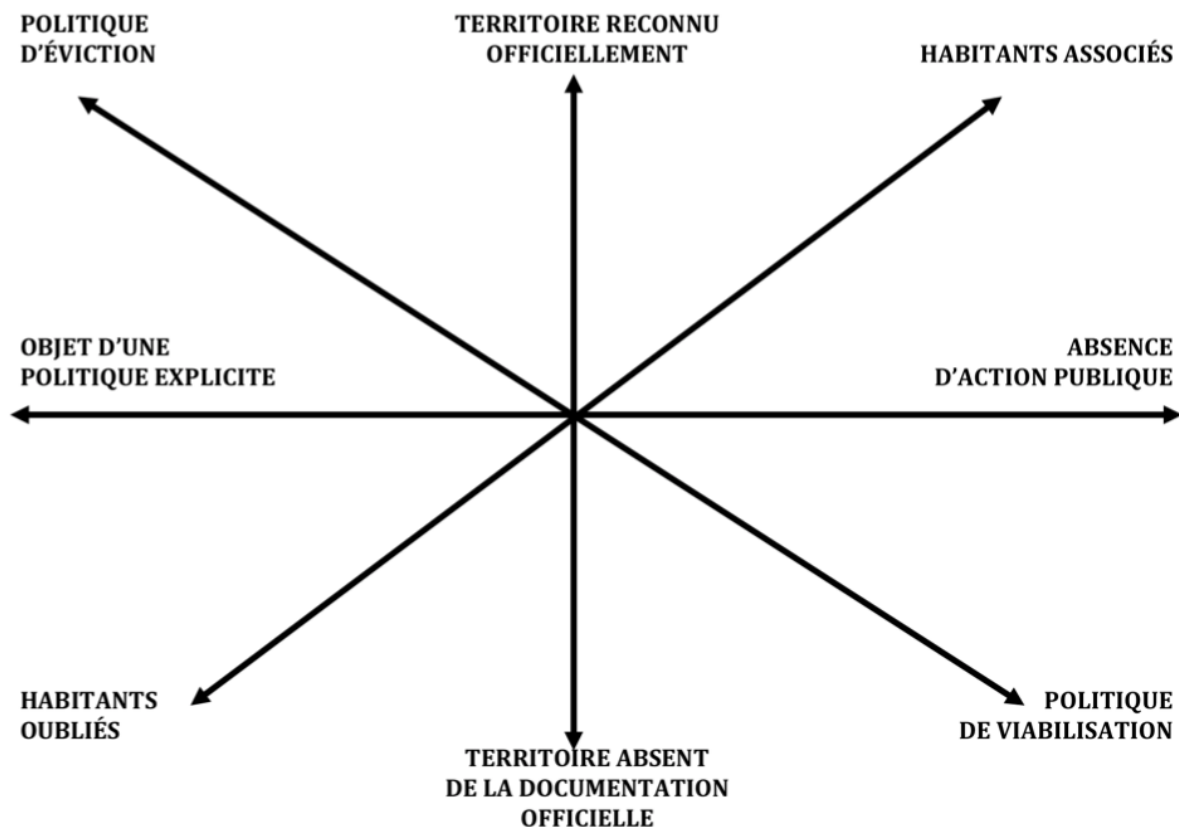 POLITIQUE
D’ÉVICTION
TERRITOIRE RECONNU
OFFICIELLEMENT
HABITANTS ASSOCIÉS
OBJET D’UNE
POLITIQUE EXPLICITE
ABSENCE
D’ACTION PUBLIQUE
HABITANTS
OUBLIÉS
TERRITOIRE ABSENT
DE LA DOCUMENTATION
OFFICIELLE
POLITIQUE
DE VIABILISATION